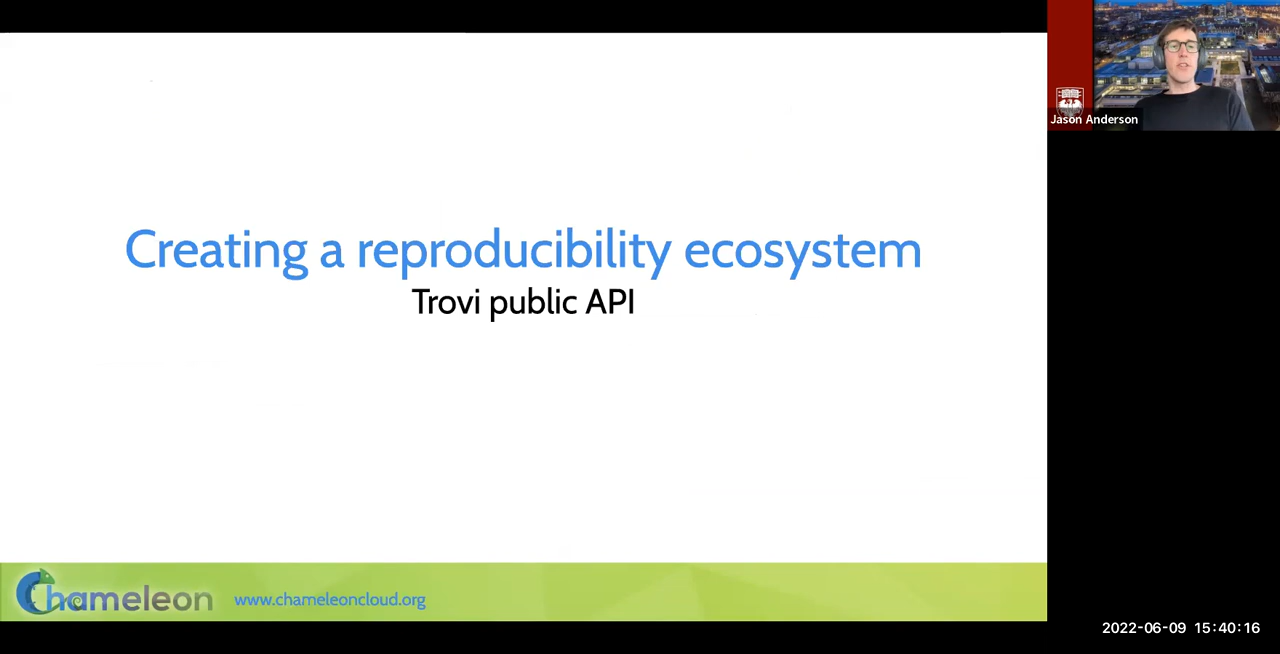 Jason Anderson
Creating a reproducibility ecosystem
Trovi public API
Chameleon
www.chameleoncloud.org
2022-06-09 15:40:16